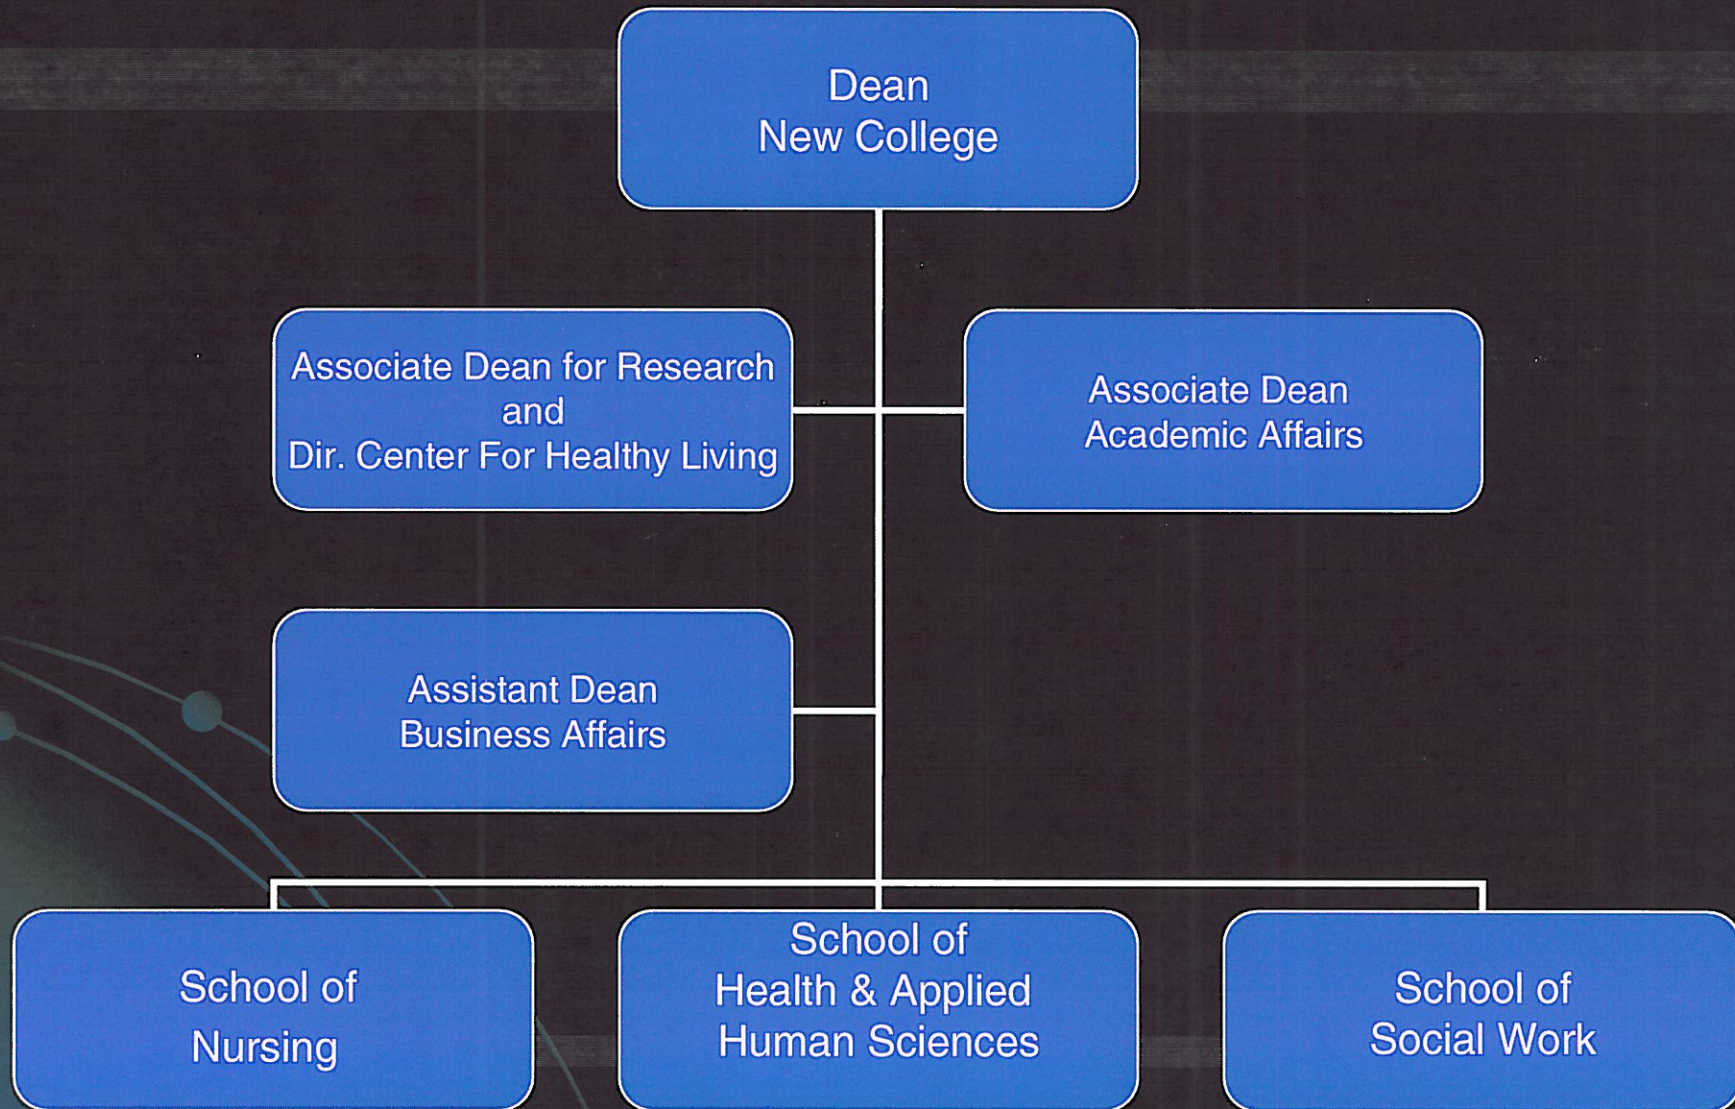 Dean
New College
Associate Dean for Research
and
Dir. Center For Healthy Living
Associate Dean
Academic Affairs
Assistant Dean
Business Affairs
School of
Nursing
School of
Health & Applied
Human Sciences
School of
Social Work